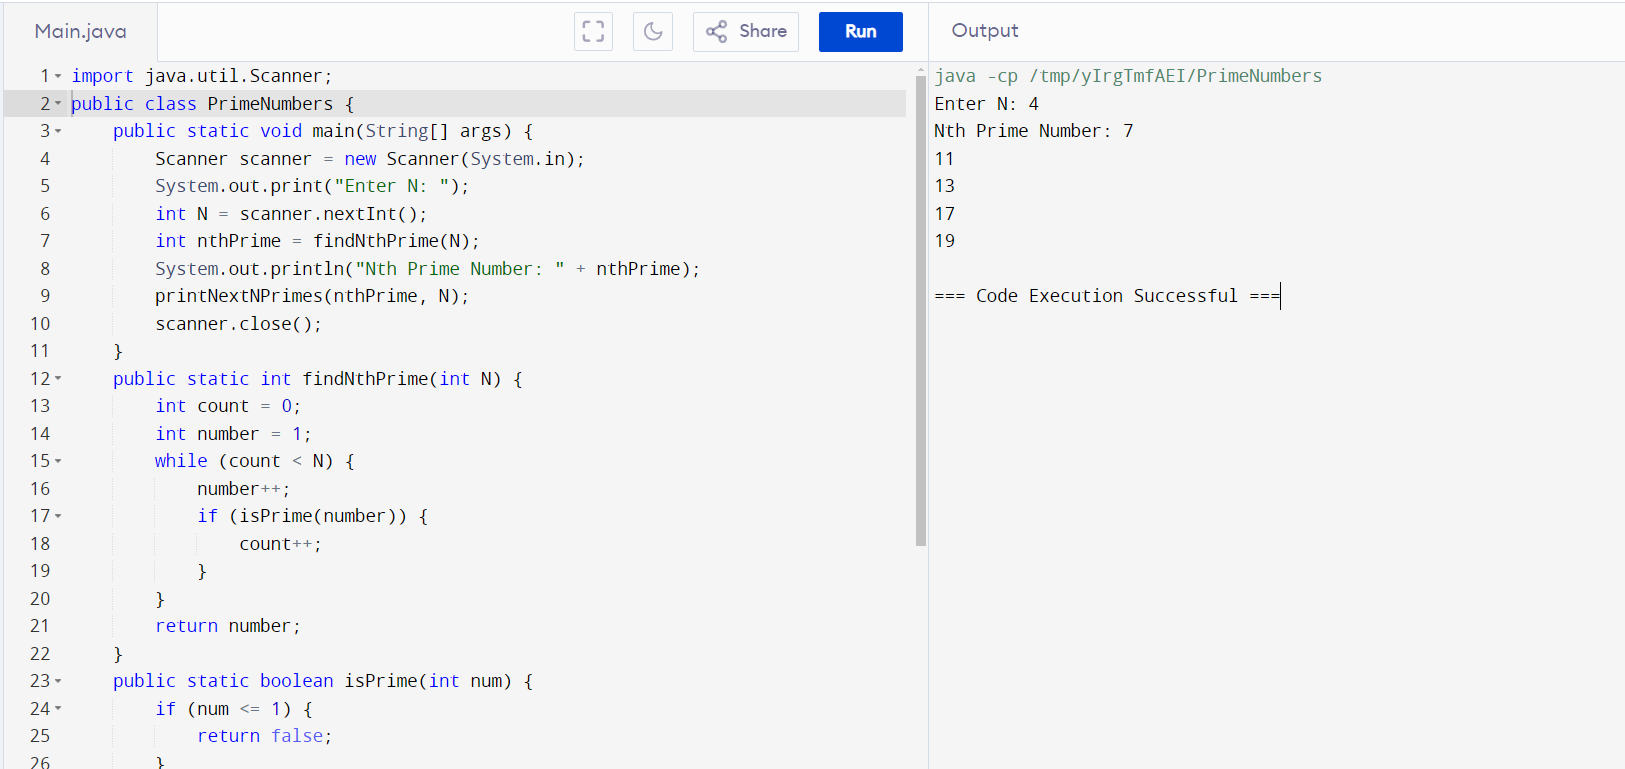 Main.java
Share
Run
Output
1 import java.util.Scanner;
2 public class PrimeNumbers {
3 public static void main(String[] args) {
4 Scanner scanner = new Scanner(System.in);
5 System.out.print("Enter N: ");
6 int N = scanner.nextInt();
7 int nthPrime = findNthPrime(N);
8 System.out.println("Nth Prime Number: " + nthPrime);
9 printNextNPrimes(nthPrime, N);
10 scanner.close();
11 }
12 public static int findNthPrime(int N) {
13 int count = 0;
14 int number = 1;
15 while (count < N) {
16 number++;
17 if (isPrime(number)) {
18 count++;
19 }
20 }
21 return number;
22 }
23 public static boolean isPrime(int num) {
24 if (num <= 1) {
25 return false;
26 }
java -cp /tmp/yIrgTmfAEI/PrimeNumbers
Enter N: 4
Nth Prime Number: 7
11
13
17
19
=== Code Execution Successful ===